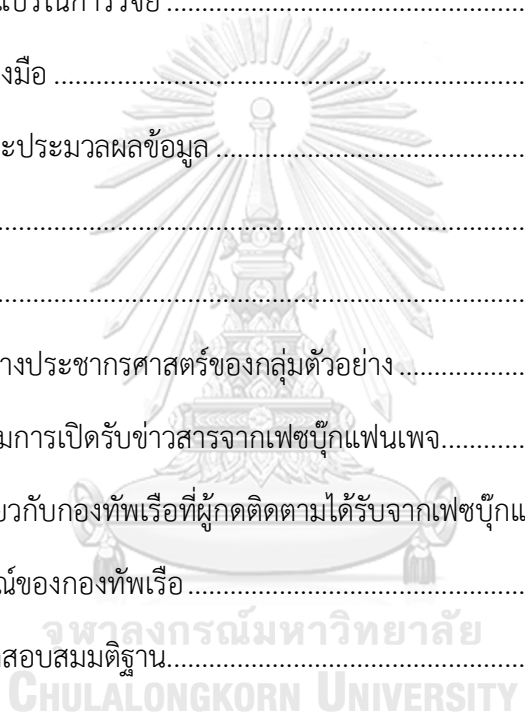 แปรในการวิจัย ........................................................
งมือ ........................................................................
ะประมวลผลข้อมูล ................................................
................................................................................
................................................................................
างประชากรศาสตร์ของกลุ่มตัวอย่าง ...................
มการเปิดรับข่าวสารจากเฟซบุ๊กแฟนเพจ............
ยวกับกองทัพเรือที่ผู้กดติดตามได้รับจากเฟซบุ๊กแ
ณ์ของกองทัพเรือ ....................................................
สอบสมมติฐาน.......................................................
จุฬาลงกรณ์มหาวิทยาลัย
CHULALONGKORN UNIVERSITY